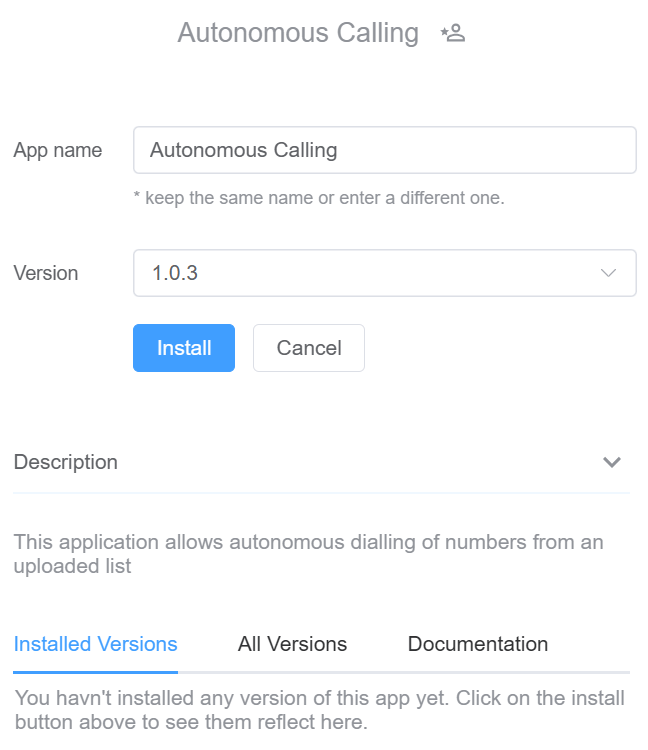 Autonomous Calling
App name
Autonomous Calling
* keep the same name or enter a different one.
Version
1.0.3
Install
Cancel
Description
This application allows autonomous dialling of numbers from an
uploaded list
Installed Versions
All Versions
Documentation
You havn't installed any version of this app yet. Click on the install
button above to see them reflect here.